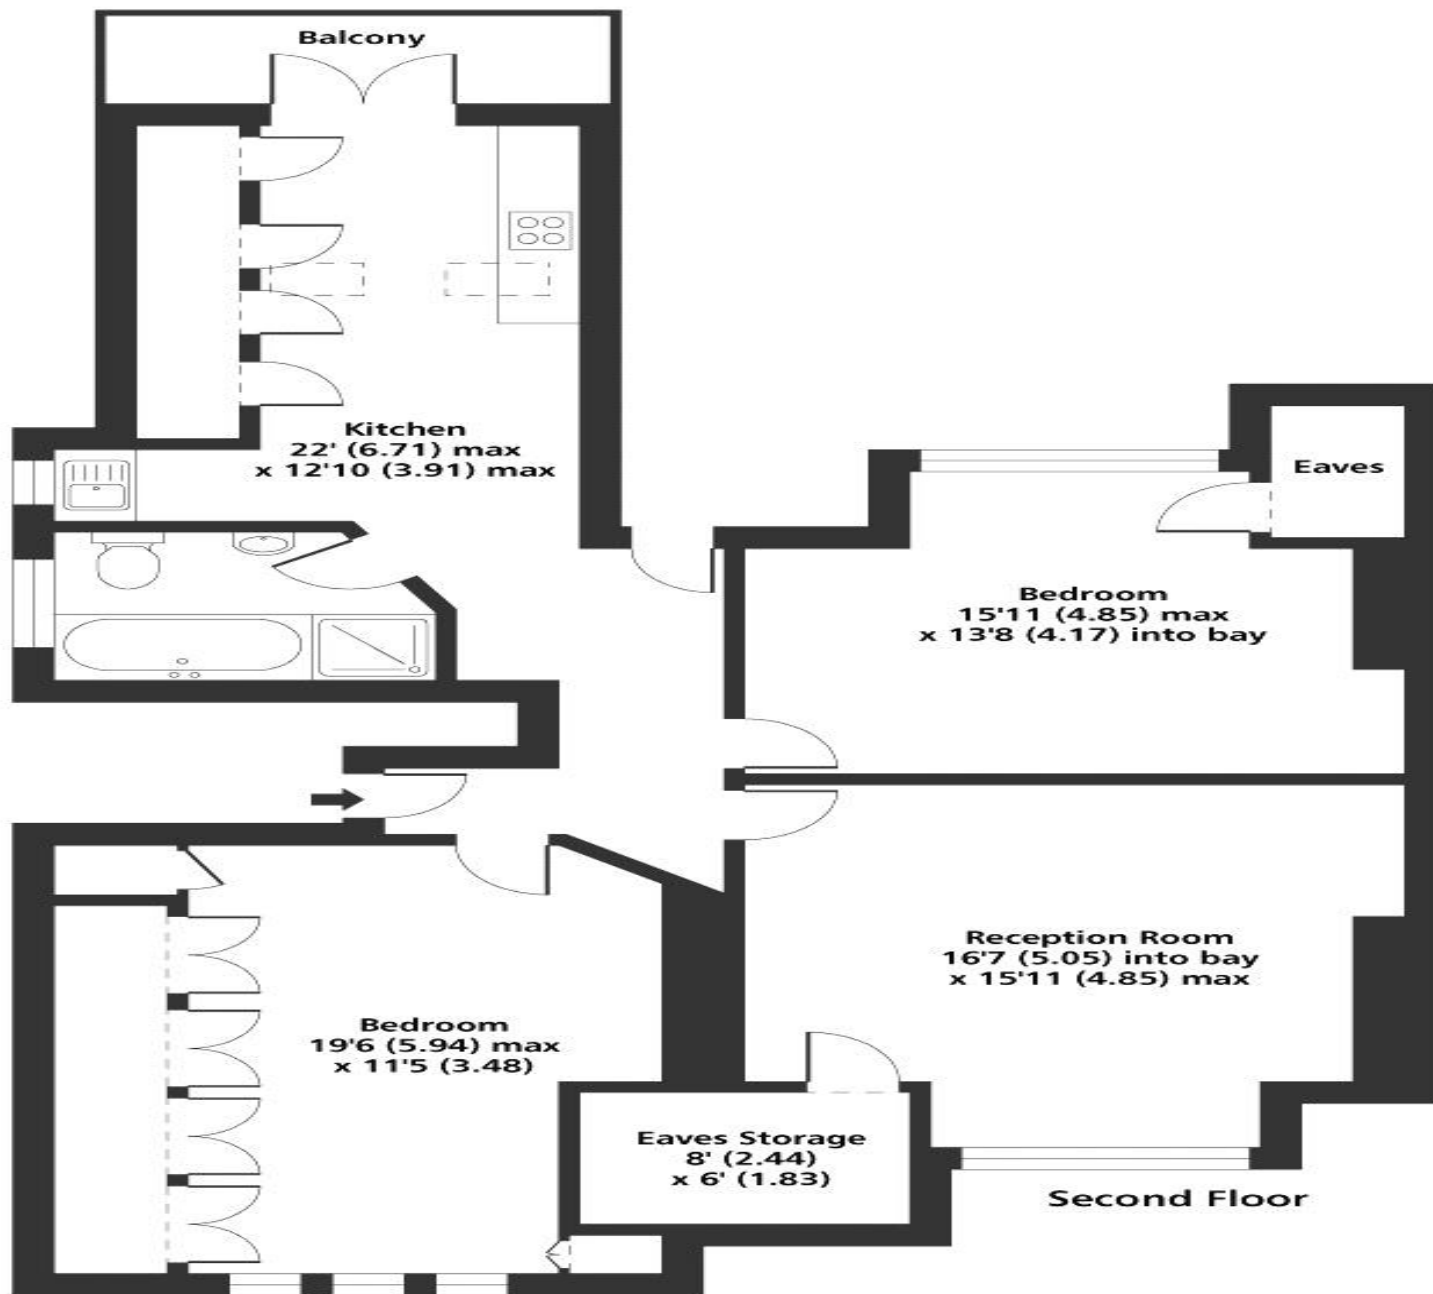 Balcony
Kitchen
22' (6.71) max
x 12'10 (3.91) max
Eaves
Bedroom
15'11 (4.85) max
x 13'8 (4.17) into bay
Reception Room
16'7 (5.05) into bay
x 15'11 (4.85) max
Bedroom
19'6 (5.94) max
x 11'5 (3.48)
Eaves Storage
8' (2.44)
x 6' (1.83)
Second Floor